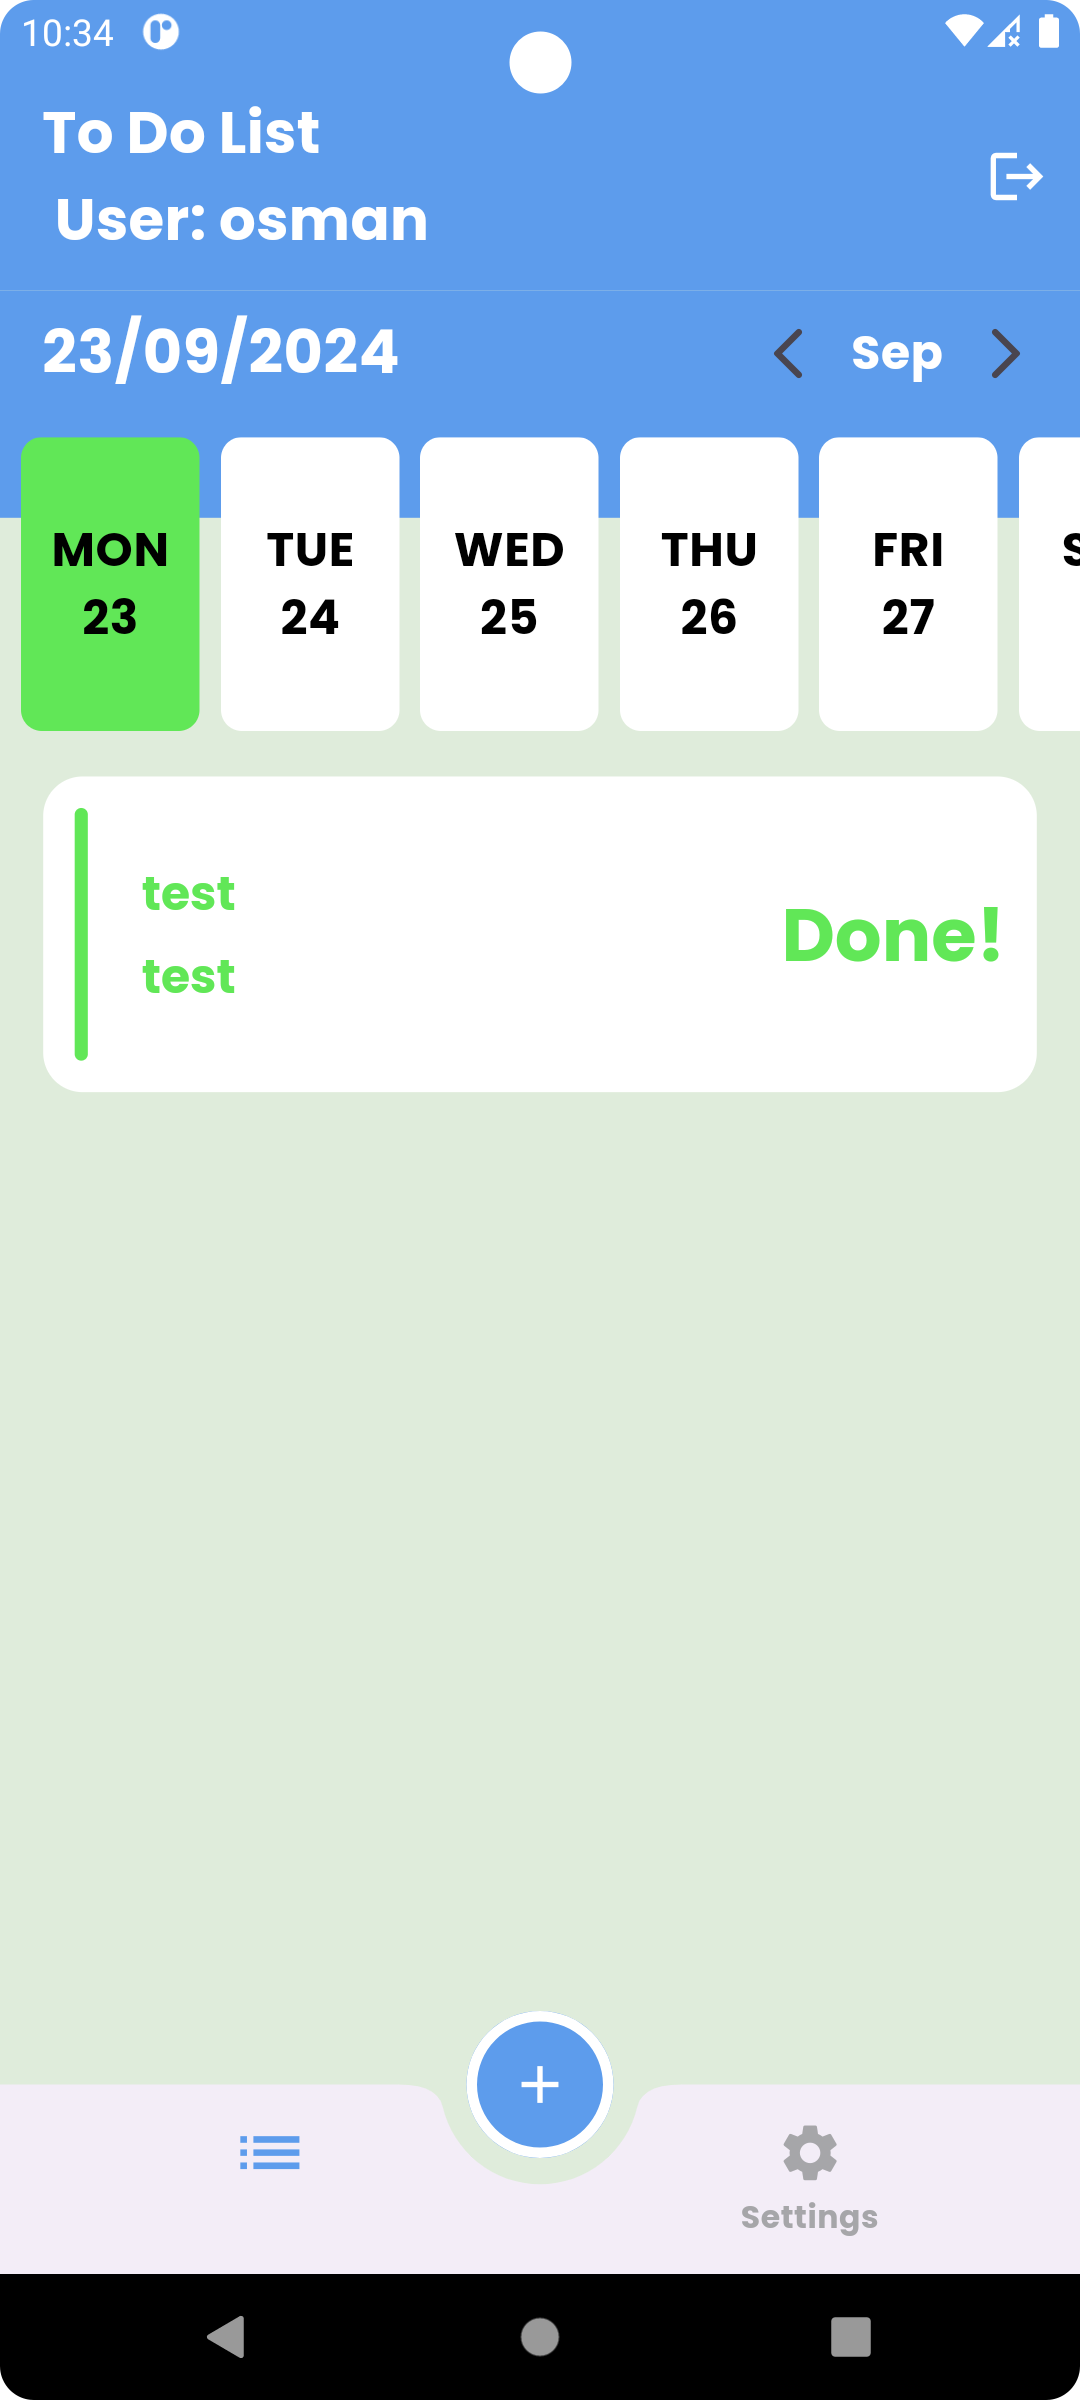 10:34
To Do List
User: osman
23/09/2024
Sep
MON
23
TUE
24
WED
25
THU
26
FRI
27
S
test
test
Done!
Settings